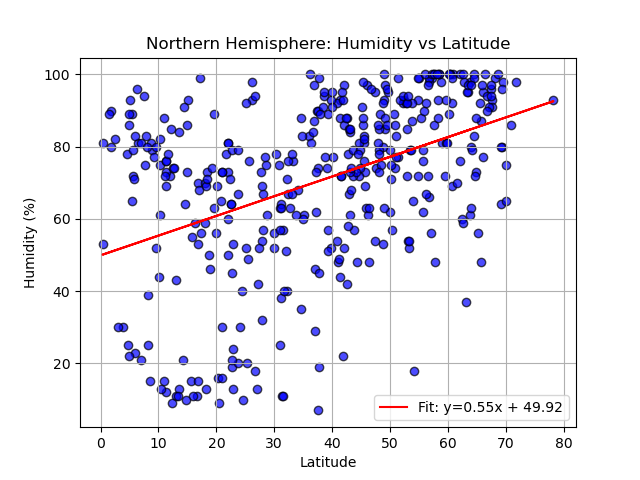 Northern Hemisphere: Humidity vs Latitude
Humidity (%)
100
80
60
40
20
0 10 20 30 40 50 60 70 80
Latitude
Fit: y=0.55x + 49.92